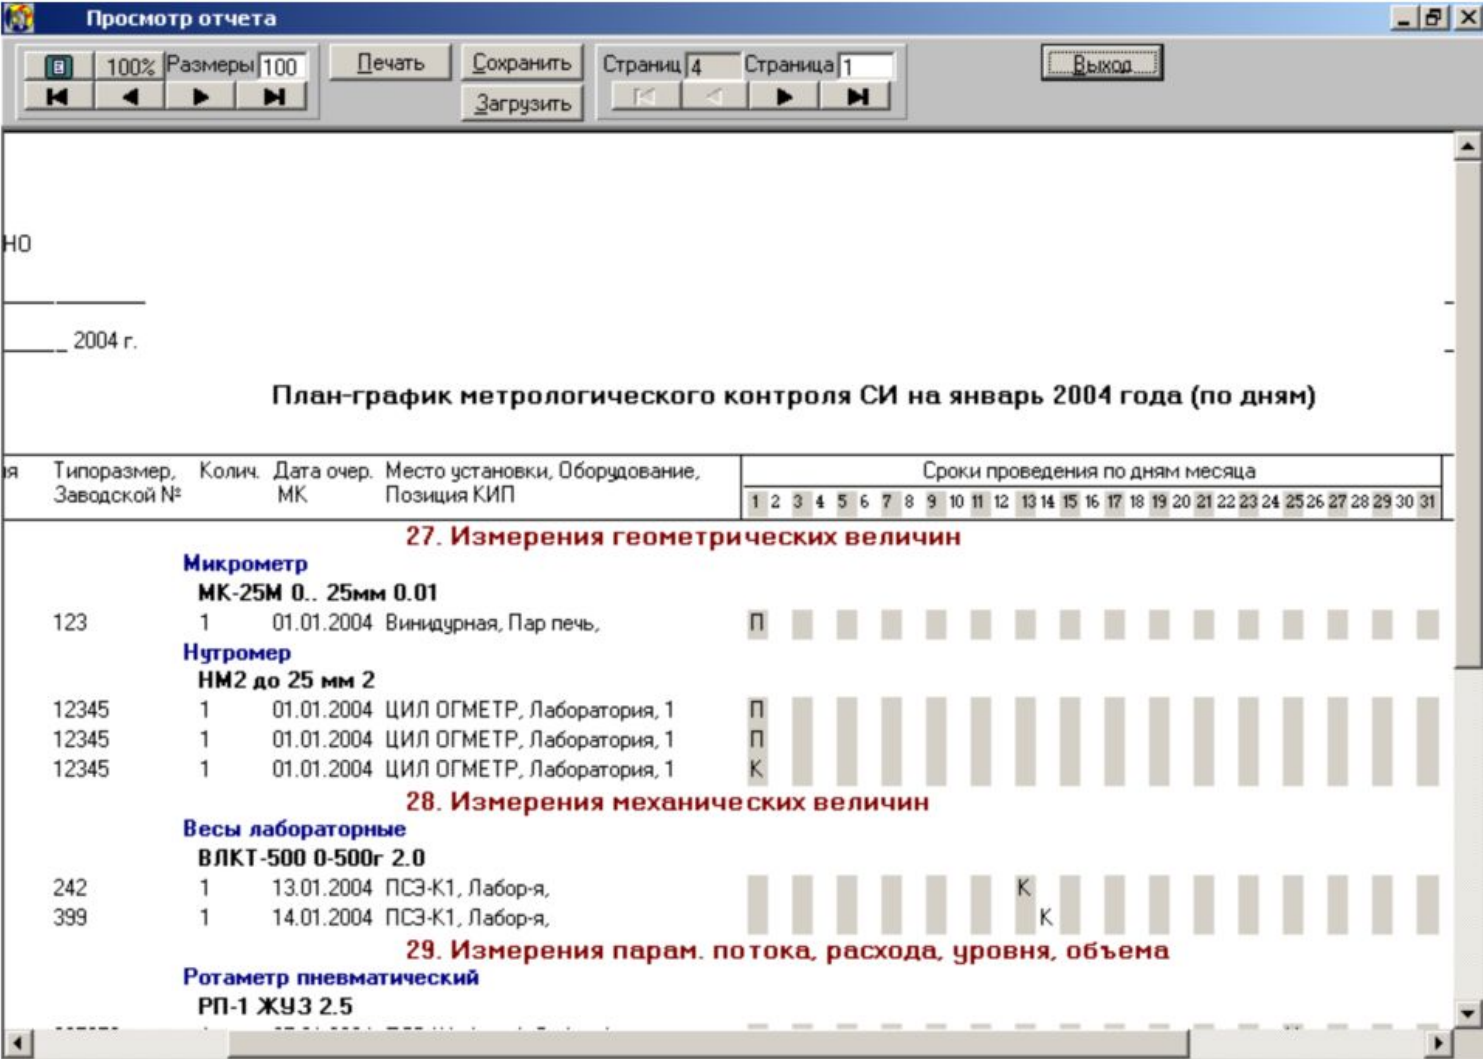 Просмотр отчета
100% Размеры 100 Печать Сохранить Страниц 4 Страница 1 Выход
Загрузить
НО
2004 г.
План-график метрологического контроля СИ на январь 2004 года (по дням)
ия Типоразмер, Колич. Дата очер. Место установки, Оборудование, Сроки проведения по дням месяца
Заводской № МК Позиция КИП 1 2 3 4 5 6 7 8 9 10 11 12 13 14 15 16 17 18 19 20 21 22 23 24 25 26 27 28 29 30 31
27. Измерения геометрических величин
Микрометр
МК-25М 0.. 25мм 0.01
123 1 01.01.2004 Винидурная, Пар печь, П
Нутромер
НМ2 до 25 мм 2
12345 1 01.01.2004 ЦИЛ ОГМЕТР, Лаборатория, 1 П
12345 1 01.01.2004 ЦИЛ ОГМЕТР, Лаборатория, 1 П
12345 1 01.01.2004 ЦИЛ ОГМЕТР, Лаборатория, 1 К
28. Измерения механических величин
Весы лабораторные
ВЛКТ-500 0-500г 2.0
242 1 13.01.2004 ПСЭ-К1, Лабор-я, К
399 1 14.01.2004 ПСЭ-К1, Лабор-я, К
29. Измерения парам. потока, расхода, уровня, объема
Ротаметр пневматический
РП-1 ЖУЗ 2.5